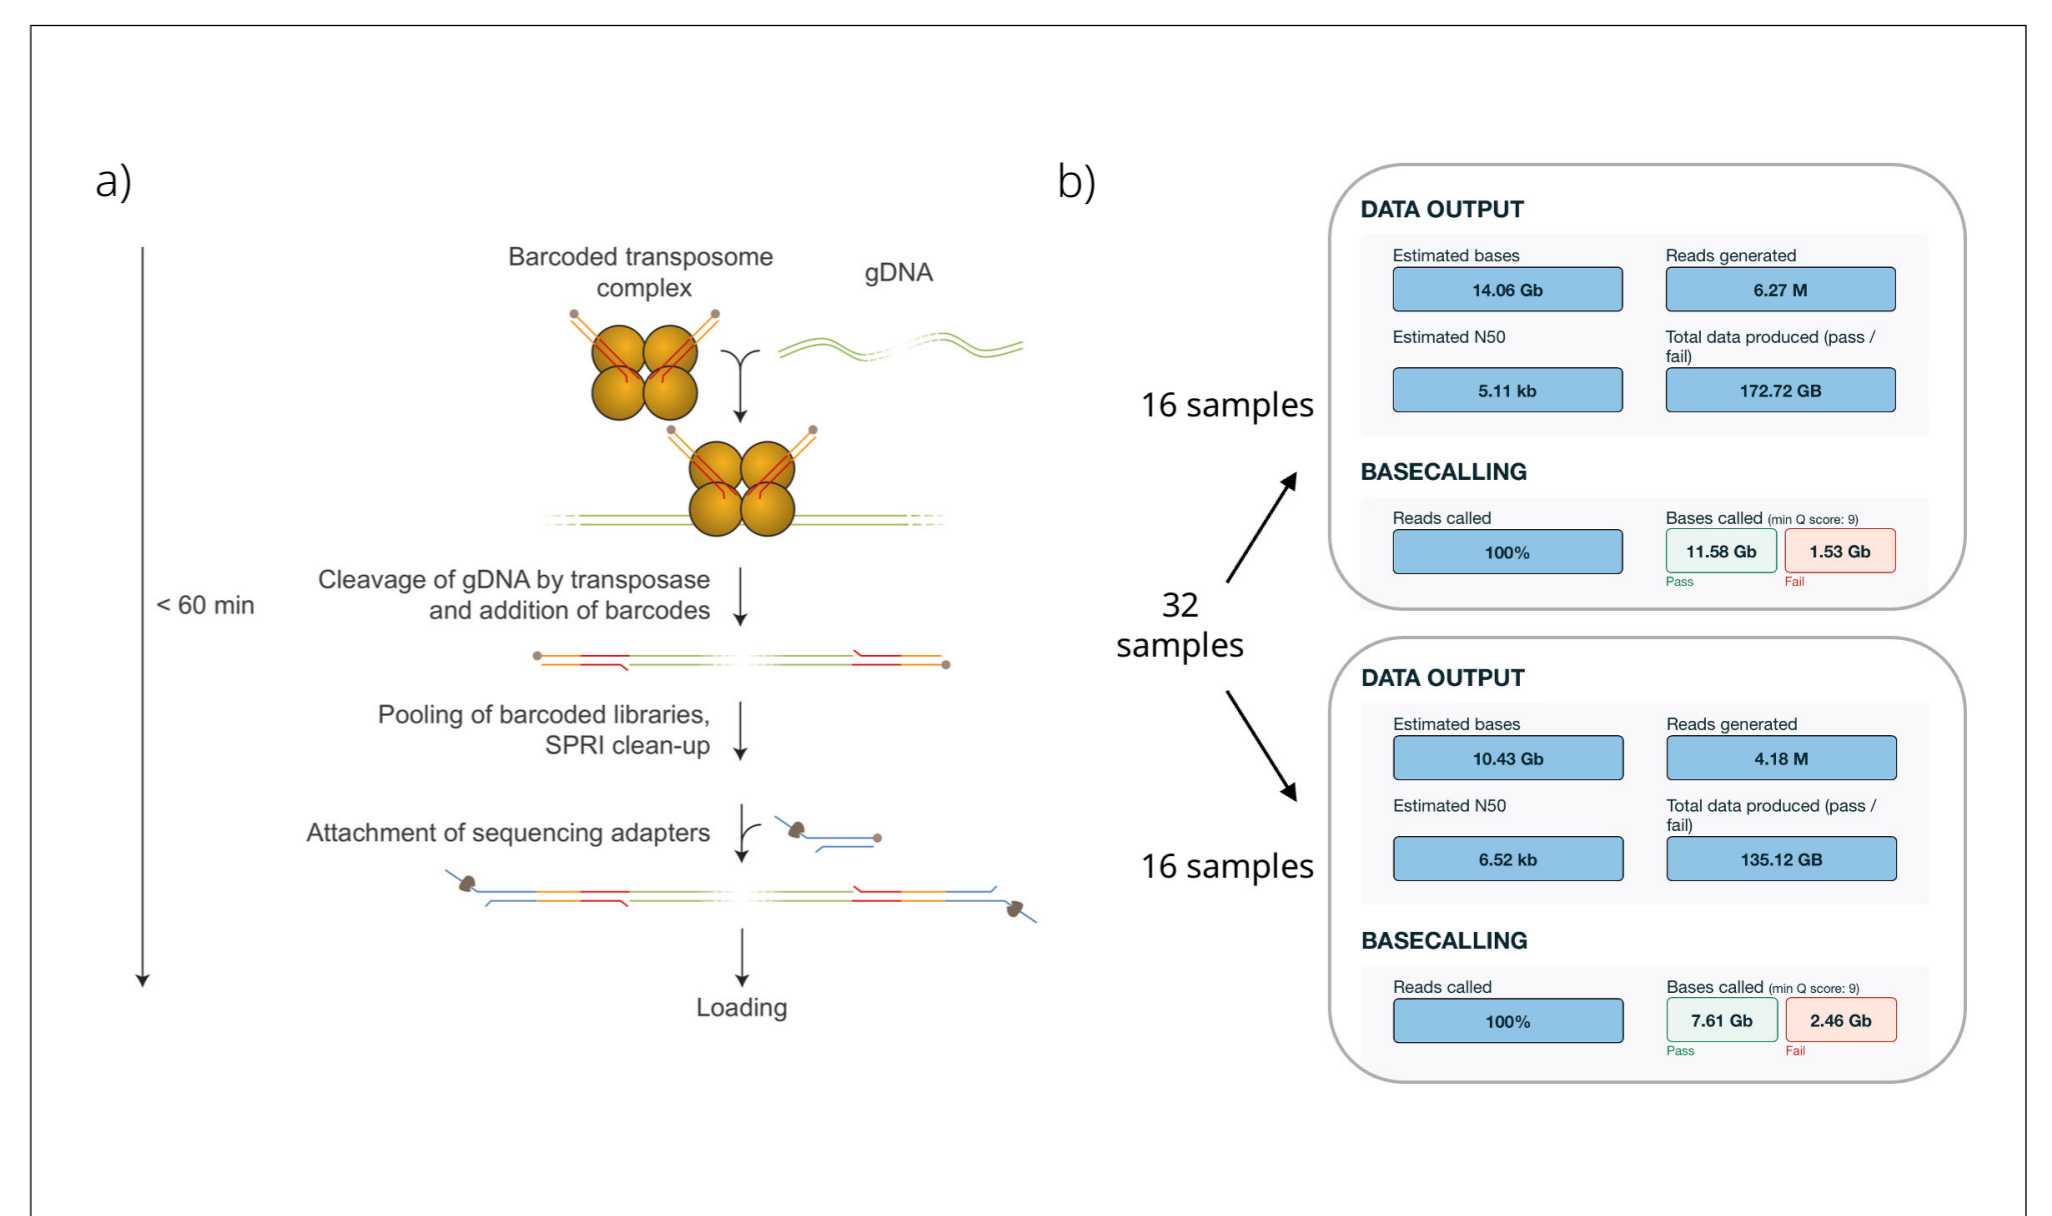 a)
Barcoded transposome
complex
gDNA
< 60 min
Cleavage of gDNA by transposase
and addition of barcodes
Pooling of barcoded libraries,
SPRI clean-up
Attachment of sequencing adapters
Loading
b)
32
samples
16 samples
DATA OUTPUT
Estimated bases
14.06 Gb
Reads generated
6.27 M
Estimated N50
5.11 kb
Total data produced (pass /
fail)
172.72 GB
BASECALLING
Reads called
100%
Bases called (min Q score: 9)
11.58 Gb
Pass
1.53 Gb
Fail
16 samples
DATA OUTPUT
Estimated bases
10.43 Gb
Reads generated
4.18 M
Estimated N50
6.52 kb
Total data produced (pass /
fail)
135.12 GB
BASECALLING
Reads called
100%
Bases called (min Q score: 9)
7.61 Gb
Pass
2.46 Gb
Fail